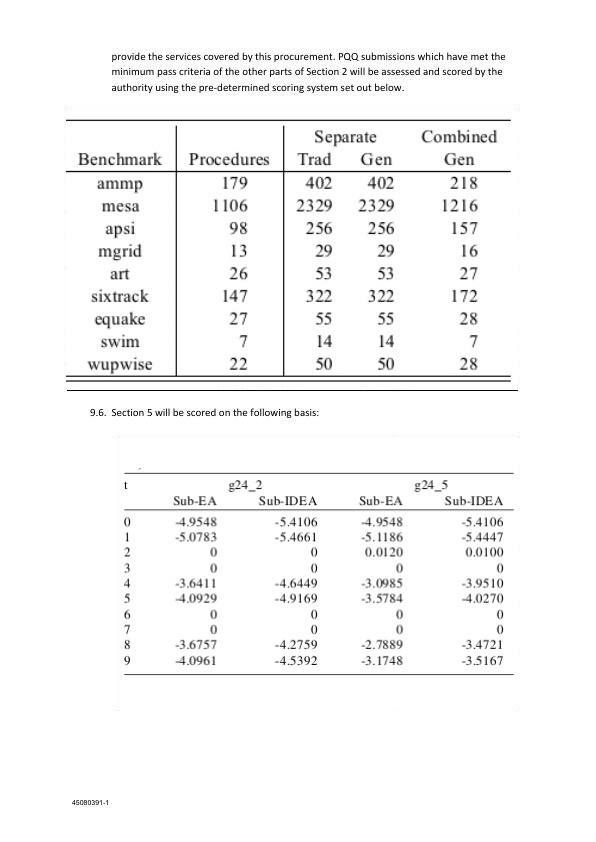 provide the services covered by this procurement. PQQ submissions which have met the
minimum pass criteria of the other parts of Section 2 will be assessed and scored by the
authority using the pre-determined scoring system set out below.
Separate Combined
Benchmark Procedures Trad Gen Gen
ammp 179 402 402 218
mesa 1106 2329 2329 1216
apsi 98 256 256 157
mgrid 13 29 29 16
art 26 53 53 27
sixtrack 147 322 322 172
equake 27 55 55 28
swim 7 14 14 7
wupwise 22 50 50 28
9.6. Section 5 will be scored on the following basis:
t g24_2 g24_5
Sub-EA Sub-IDEA Sub-EA Sub-IDEA
0 -4.9548 -5.4106 -4.9548 -5.4106
1 -5.0783 -5.4661 -5.1186 -5.4447
2 0 0 0.0120 0.0100
3 0 0 0 0
4 -3.6411 -4.6449 -3.0985 -3.9510
5 -4.0929 -4.9169 -3.5784 -4.0270
6 0 0 0 0
7 0 0 0 0
8 -3.6757 -4.2759 -2.7889 -3.4721
9 -4.0961 -4.5392 -3.1748 -3.5167
45080391-1